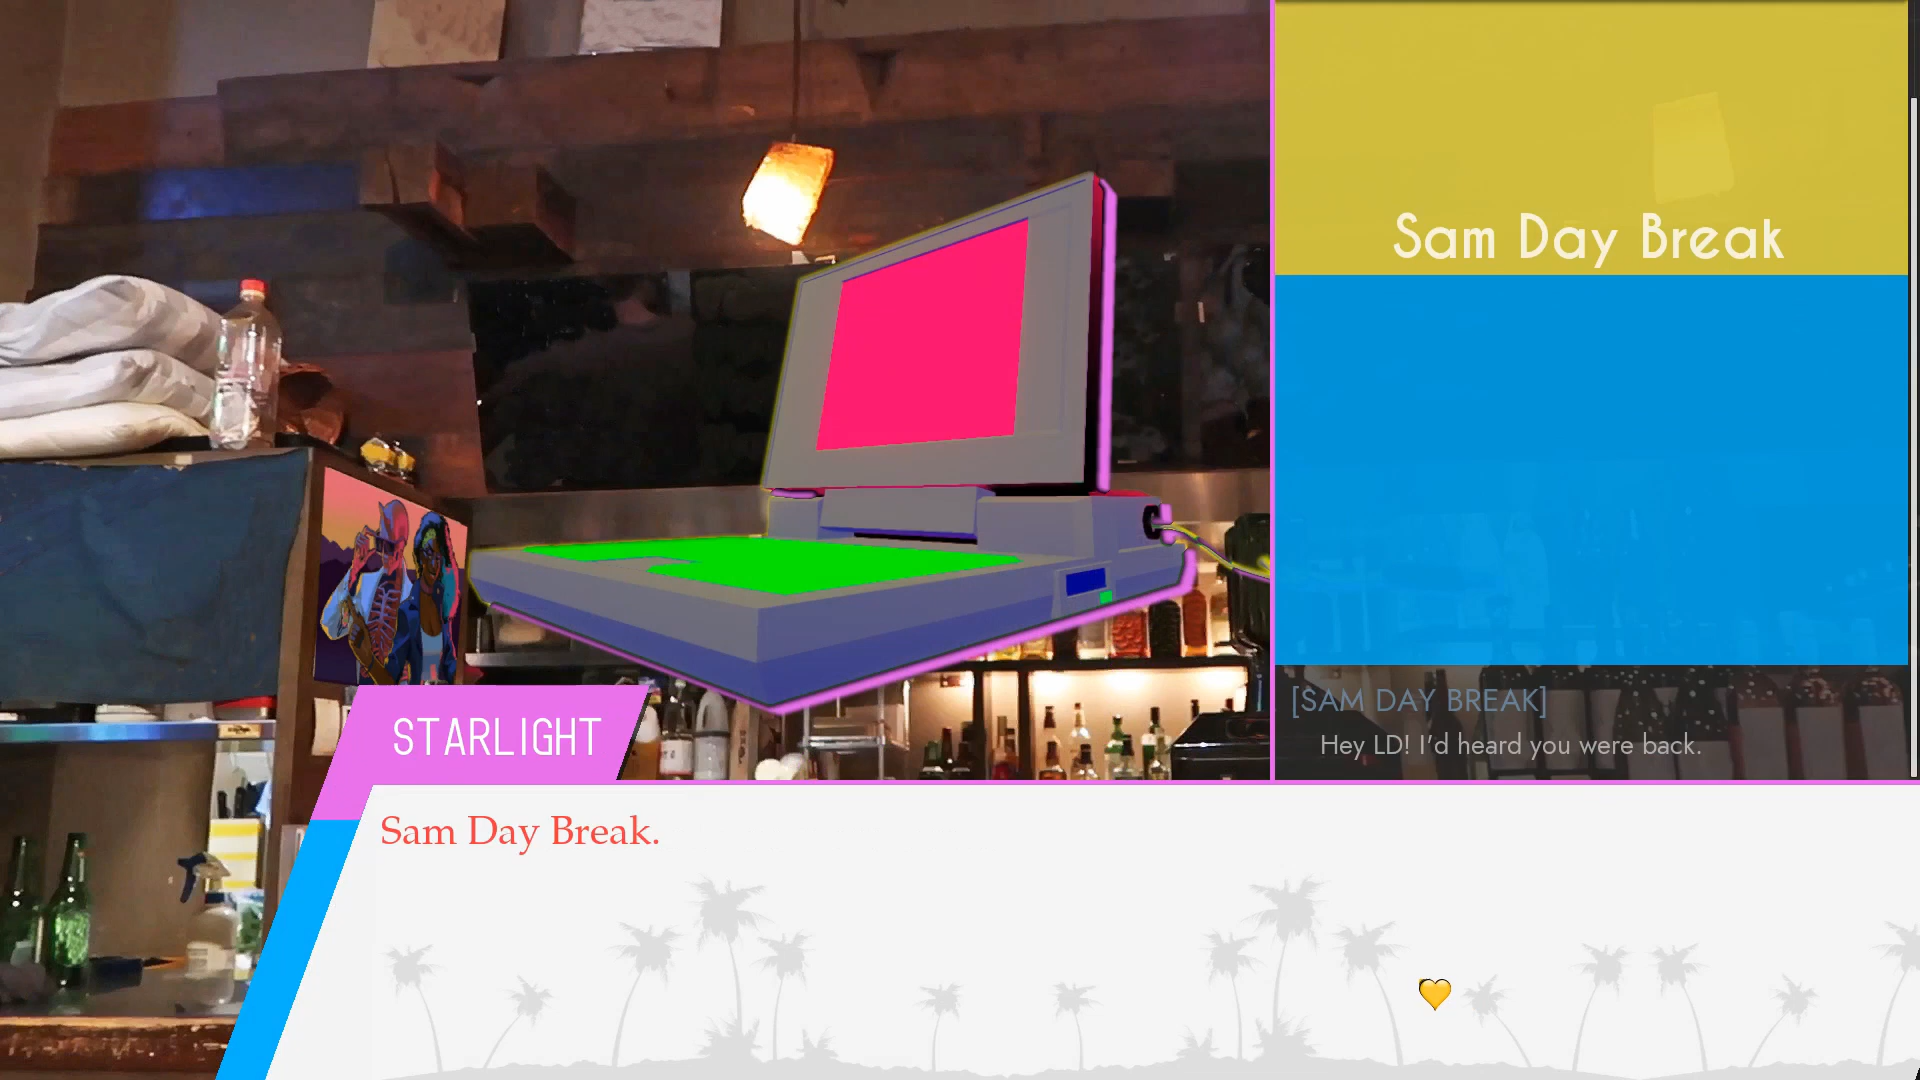 Sam Day Break
[SAM DAY BREAK]
Hey LD! I'd heard you were back.
STARLIGHT
Sam Day Break.